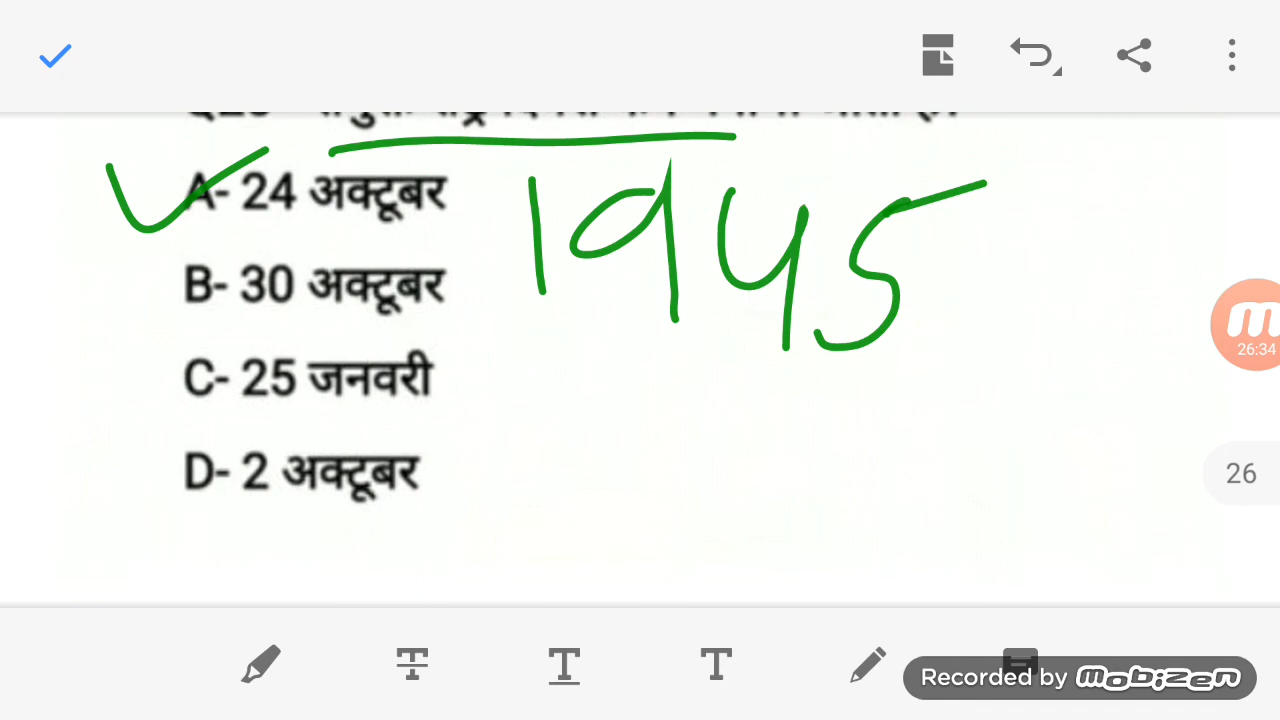 A- 24 अक्टूबर
1945
B- 30 अक्टूबर
C- 25 जनवरी
D- 2 अक्टूबर
26:34
26
T T T
Recorded by mobizen